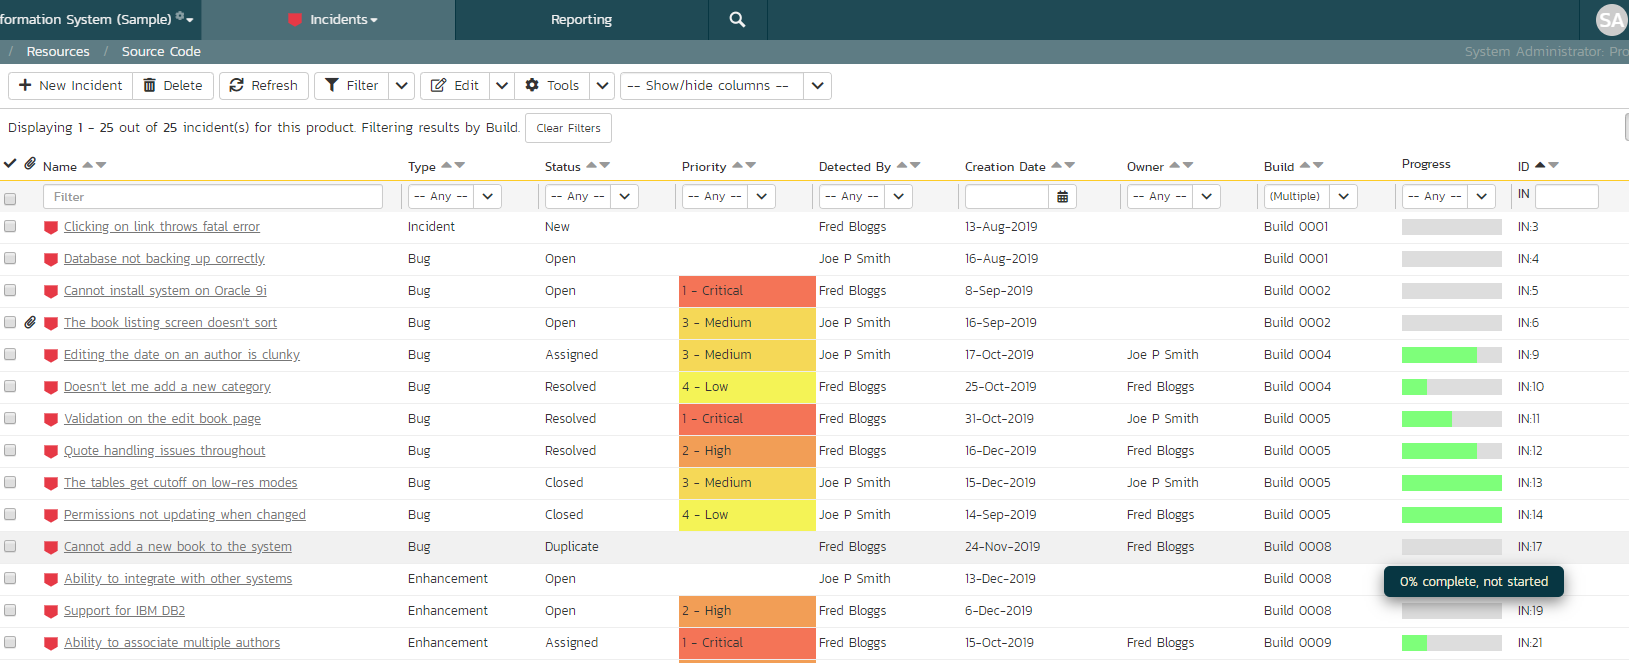 formation System (Sample) Incidents Reporting SA
/ Resources / Source Code System Administrator: Pro
New Incident Delete Refresh Filter Edit Tools -- Show/hide columns --
Displaying 1 - 25 out of 25 incident(s) for this product. Filtering results by Build. Clear Filters
Name Type Status Priority Detected By Creation Date Owner Build Progress ID
Filter -- Any -- -- Any -- -- Any -- -- Any -- -- Any -- (Multiple) -- Any -- IN
Clicking on link throws fatal error Incident New Fred Bloggs 13-Aug-2019 Build 0001 IN:3
Database not backing up correctly Bug Open Joe P Smith 16-Aug-2019 Build 0001 IN:4
Cannot install system on Oracle 9i Bug Open 1 - Critical Fred Bloggs 8-Sep-2019 Build 0002 IN:5
The book listing screen doesn't sort Bug Open 3 - Medium Joe P Smith 16-Sep-2019 Build 0002 IN:6
Editing the date on an author is clunky Bug Assigned 3 - Medium Joe P Smith 17-Oct-2019 Joe P Smith Build 0004 IN:9
Doesn't let me add a new category Bug Resolved 4 - Low Fred Bloggs 25-Oct-2019 Fred Bloggs Build 0004 IN:10
Validation on the edit book page Bug Resolved 1 - Critical Fred Bloggs 31-Oct-2019 Joe P Smith Build 0005 IN:11
Quote handling issues throughout Bug Resolved 2 - High Fred Bloggs 16-Dec-2019 Fred Bloggs Build 0005 IN:12
The tables get cutoff on low-res modes Bug Closed 3 - Medium Joe P Smith 15-Dec-2019 Joe P Smith Build 0005 IN:13
Permissions not updating when changed Bug Closed 4 - Low Joe P Smith 14-Sep-2019 Fred Bloggs Build 0005 IN:14
Cannot add a new book to the system Bug Duplicate Fred Bloggs 24-Nov-2019 Fred Bloggs Build 0008 IN:17
Ability to integrate with other systems Enhancement Open Joe P Smith 13-Dec-2019 Build 0008 0% complete, not started
Support for IBM DB2 Enhancement Open 2 - High Fred Bloggs 6-Dec-2019 Build 0008 IN:19
Ability to associate multiple authors Enhancement Assigned 1 - Critical Fred Bloggs 15-Oct-2019 Fred Bloggs Build 0009 IN:21